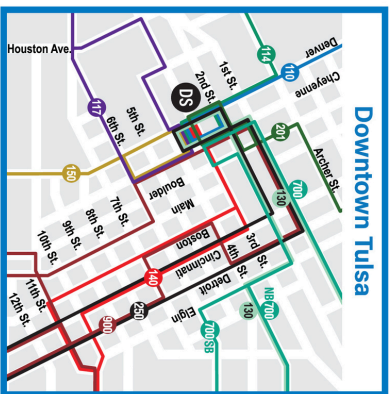 Downtown Tulsa
Houston Ave.
Denver
Cheyenne
1st St.
2nd St.
DS
114
110
117
5th St.
6th St.
201
Archer St.
150
Boulder
Main
700
130
7th St.
8th St.
9th St.
10th St.
Boston
Cincinnati
3rd St.
4th St.
11th St.
12th St.
140
Detroit
Elgin
250
900
NB700
130
700SB